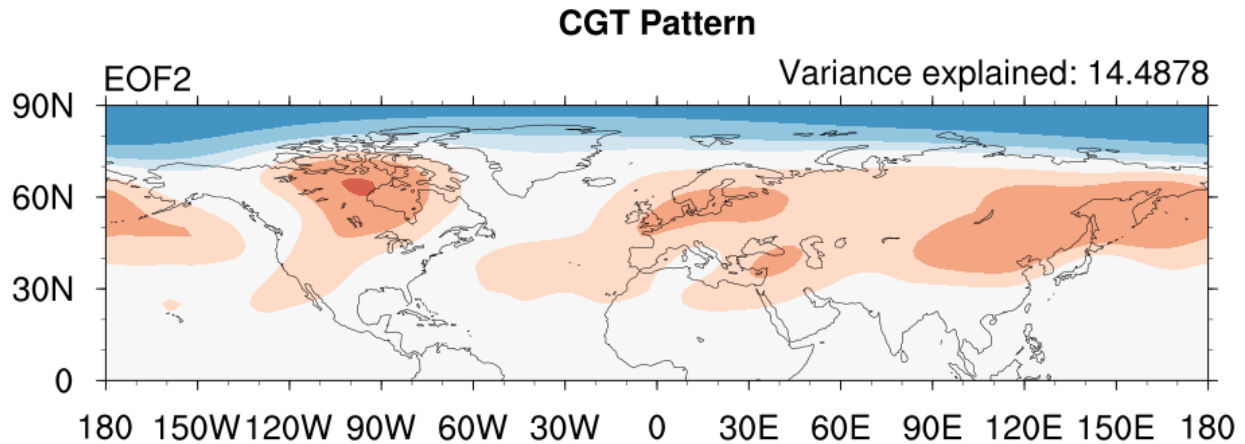 CGT Pattern
EOF2 Variance explained: 14.4878
90N
60N
30N
0
180 150W 120W 90W 60W 30W 0 30E 60E 90E 120E 150E 180